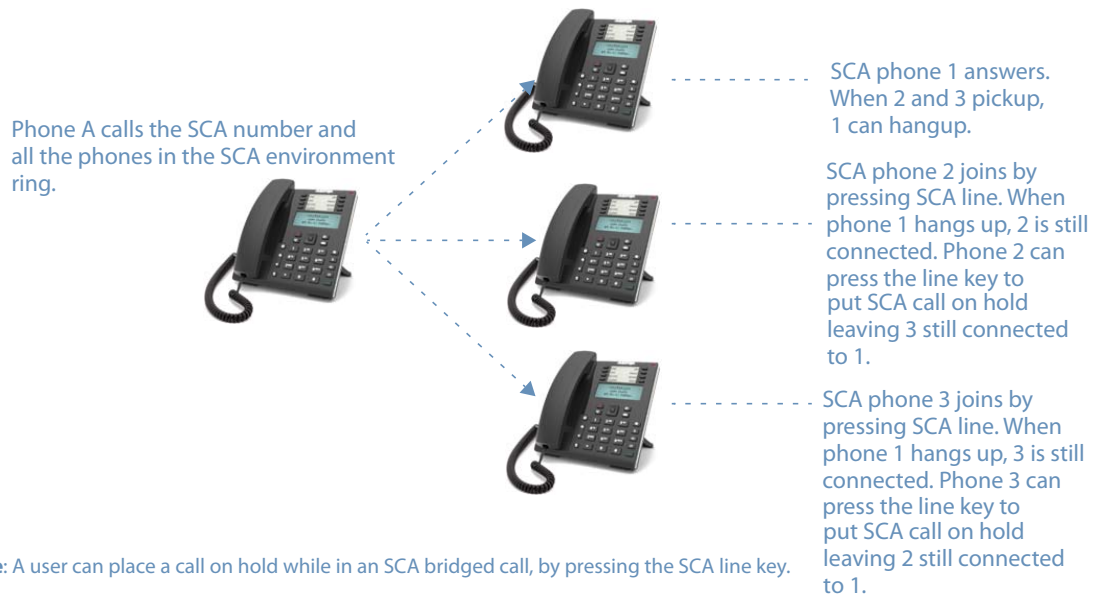 Phone A calls the SCA number and
all the phones in the SCA environment
ring.
SCA phone 1 answers.
When 2 and 3 pickup,
1 can hangup.
SCA phone 2 joins by
pressing SCA line. When
phone 1 hangs up, 2 is still
connected. Phone 2 can
press the line key to
put SCA call on hold
leaving 3 still connected
to 1.
SCA phone 3 joins by
pressing SCA line. When
phone 1 hangs up, 3 is still
connected. Phone 3 can
press the line key to
put SCA call on hold
leaving 2 still connected
to 1.
e: A user can place a call on hold while in an SCA bridged call, by pressing the SCA line key.